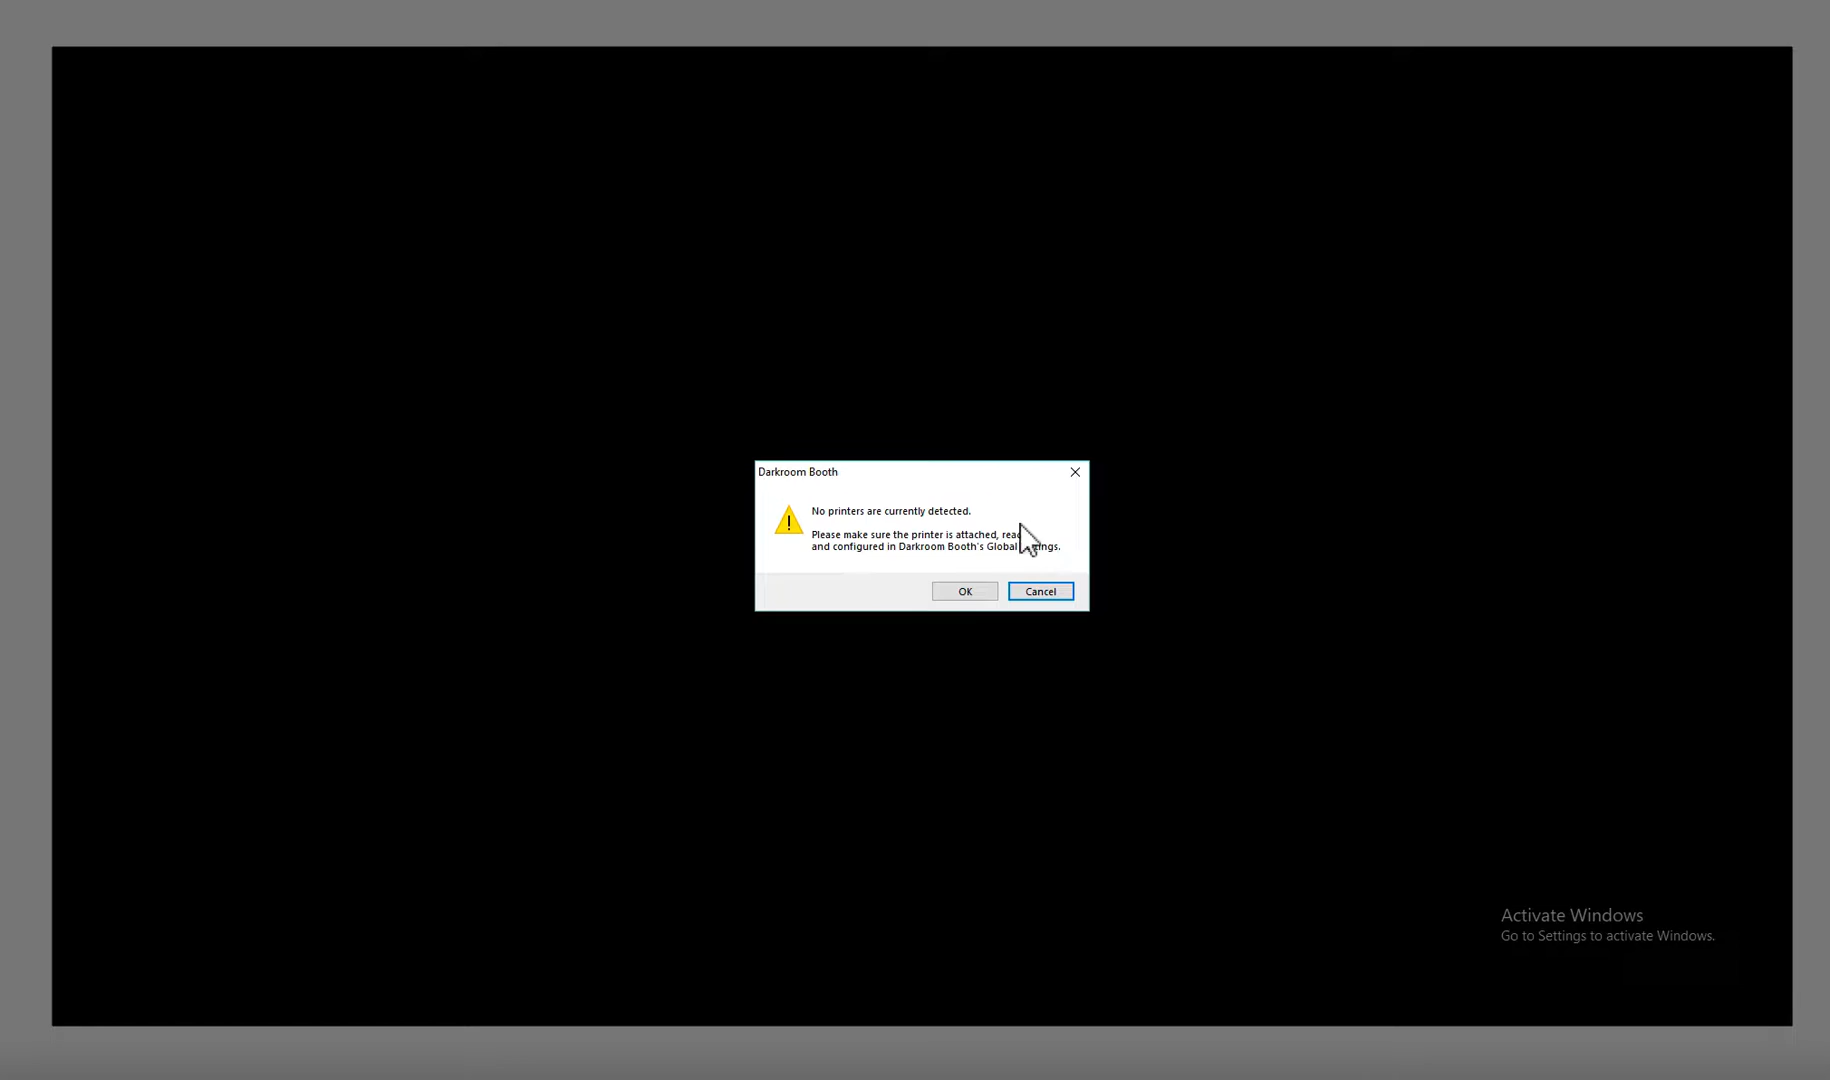 Darkroom Booth
No printers are currently detected.
Please make sure the printer is attached,
and configured in Darkroom Booth's Global
OK
Cancel
Activate Windows
Go to Settings to activate Windows.